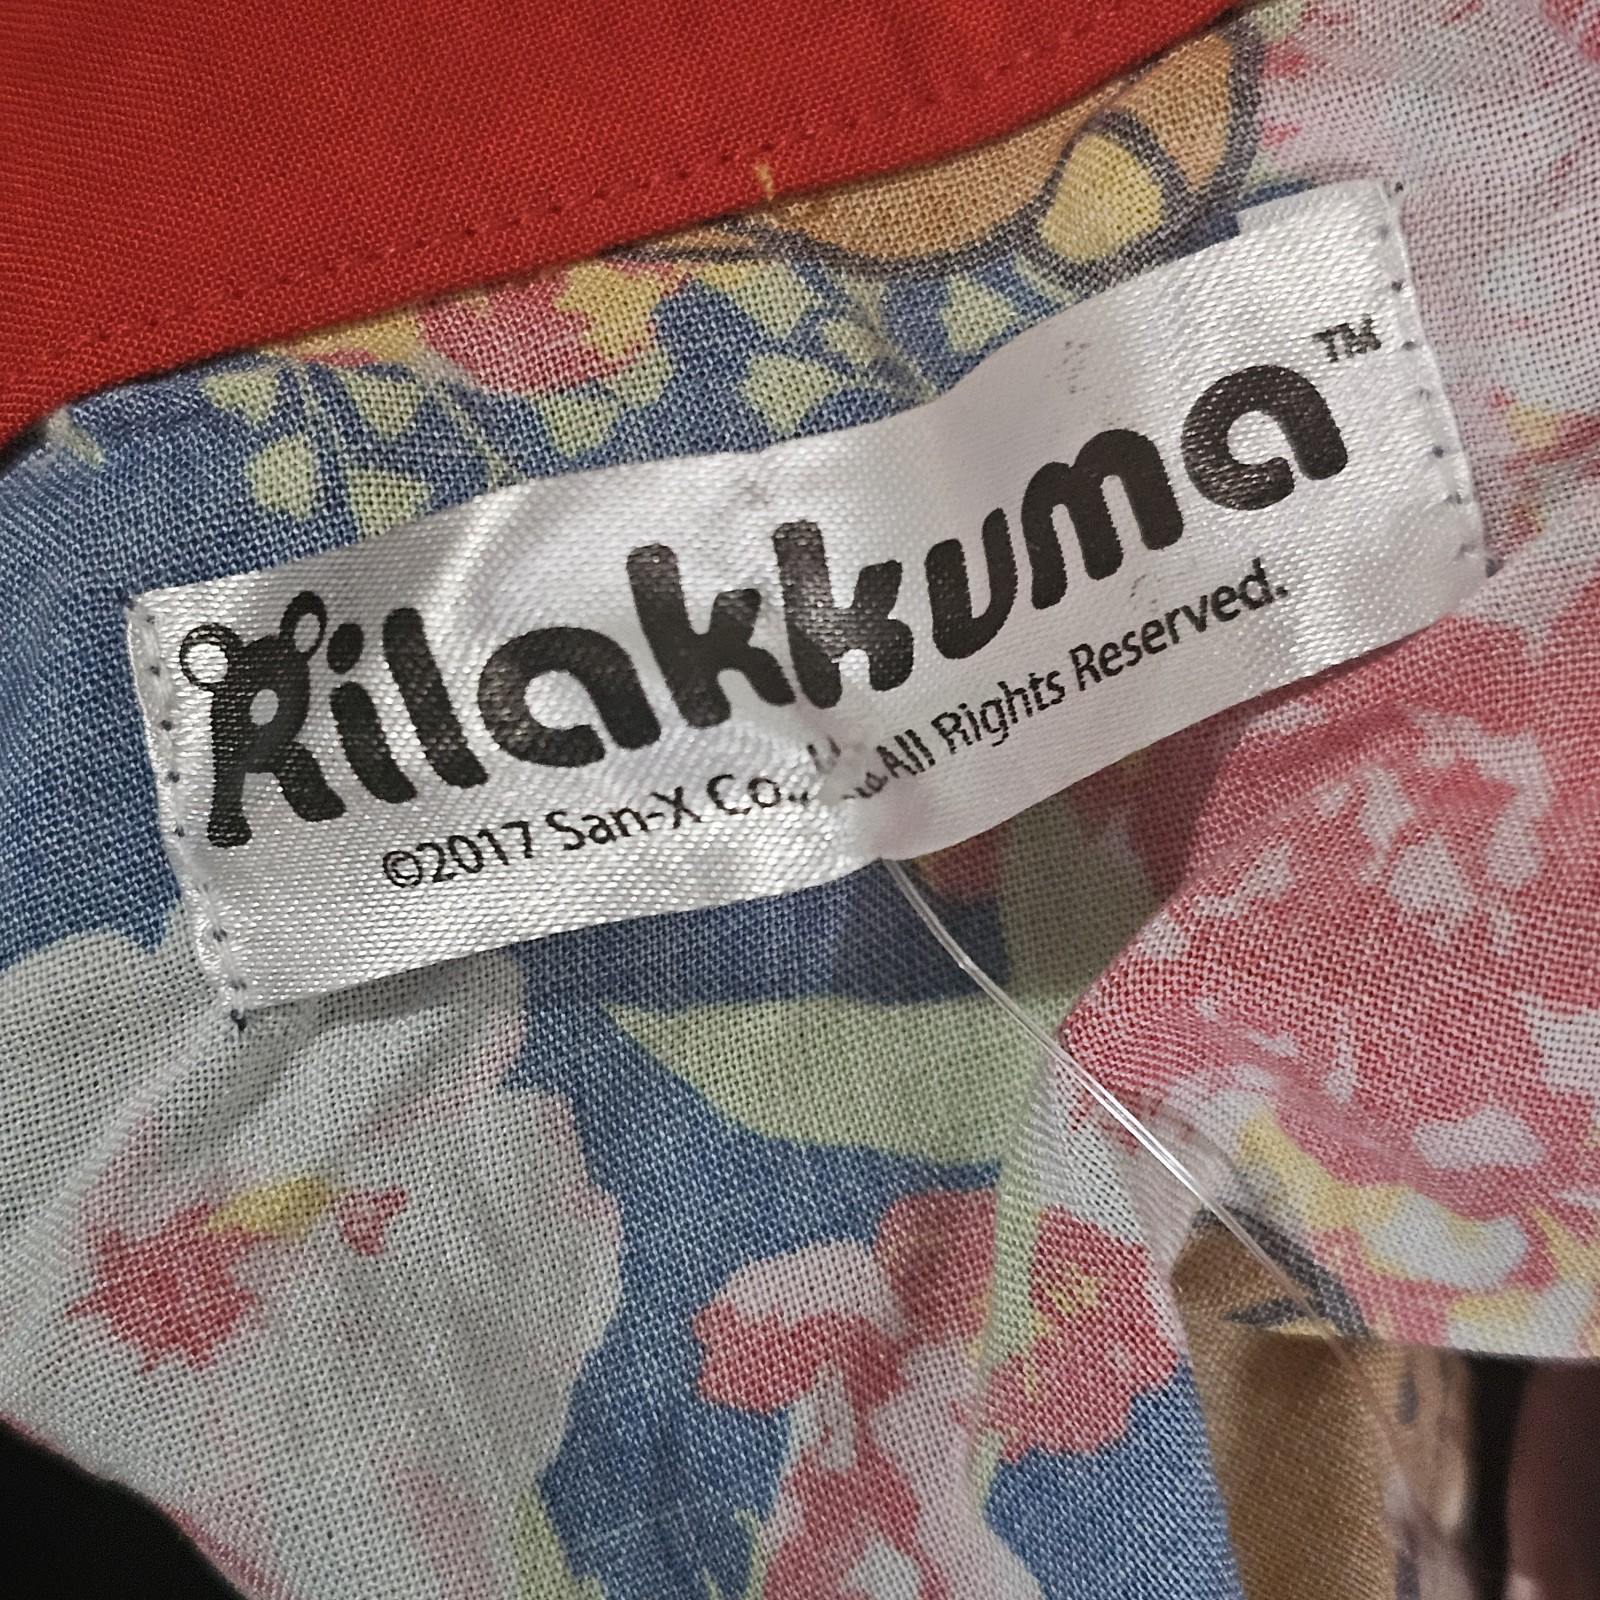 Rilakkuma™
©2017 San-X Co., All Rights Reserved.